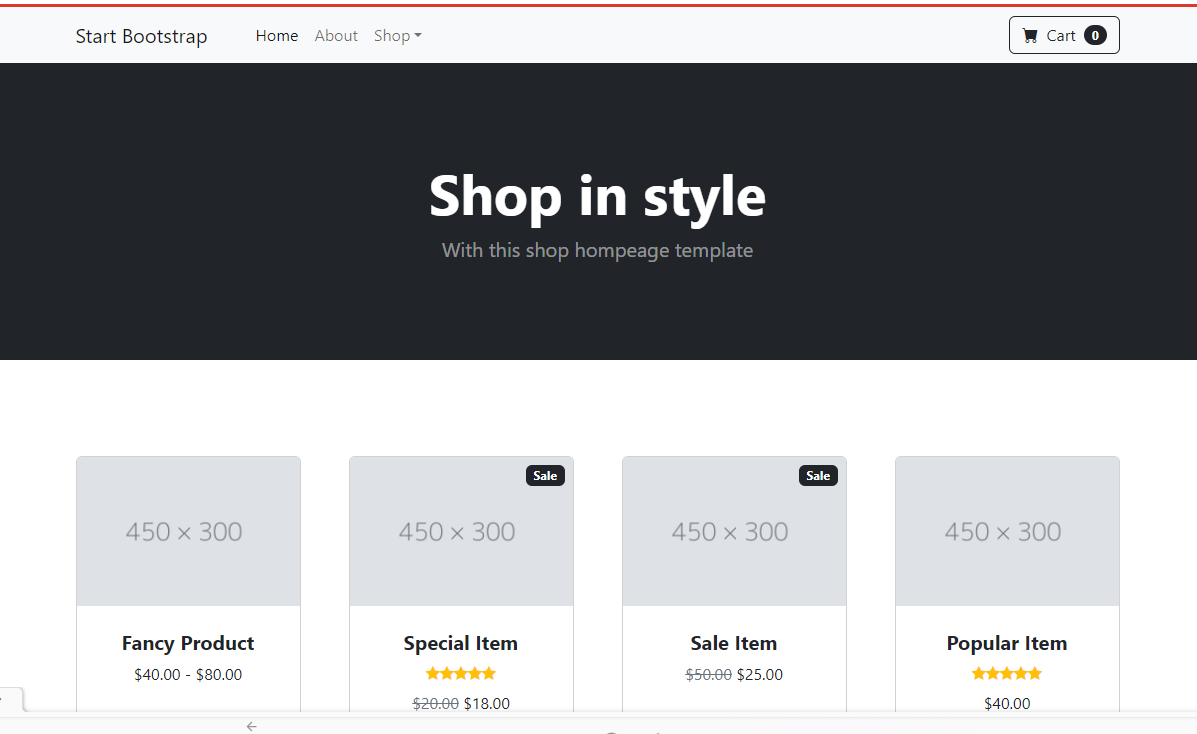 Start Bootstrap Home About Shop Cart 0
Shop in style
With this shop hompeage template
Sale Sale
450 × 300 450 × 300 450 × 300 450 × 300
Fancy Product Special Item Sale Item Popular Item
$40.00 - $80.00 $50.00 $25.00
$20.00 $18.00 $40.00